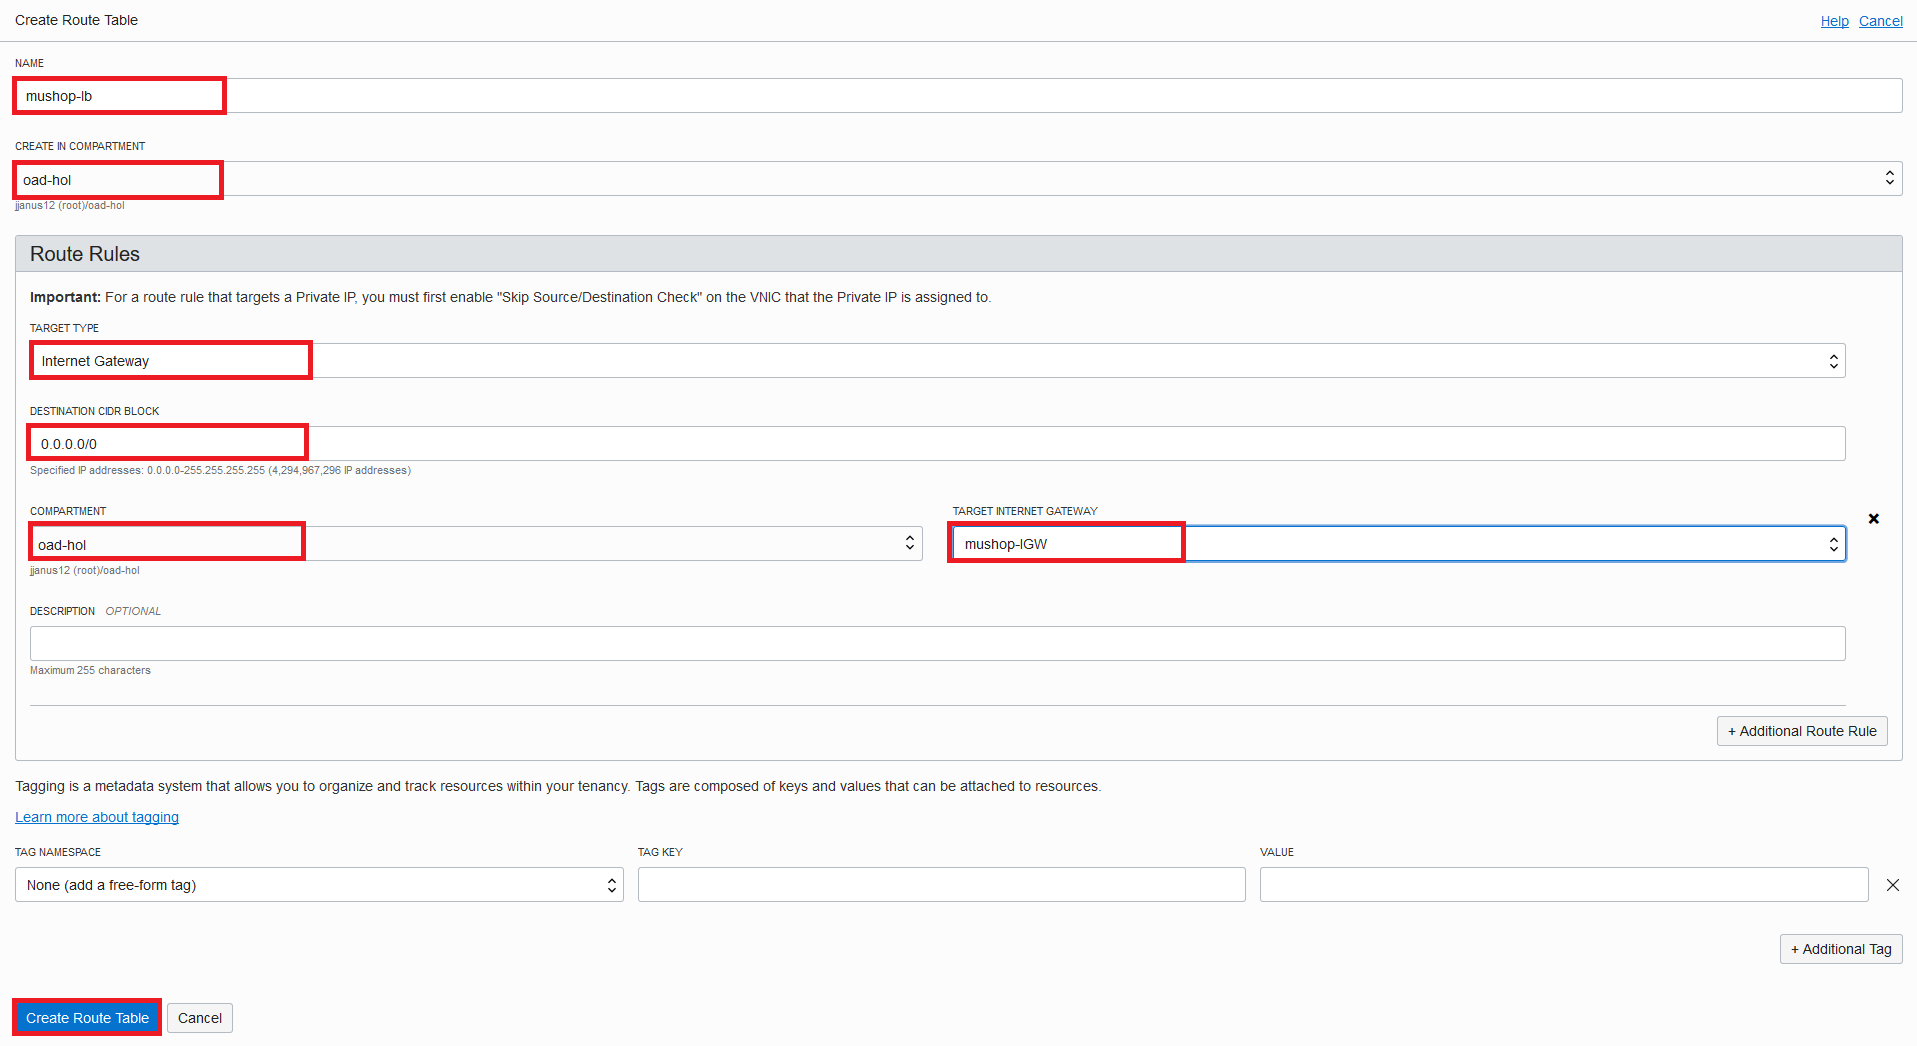 Create Route Table
Help Cancel
NAME
mushop-lb
CREATE IN COMPARTMENT
oad-hol
jjanus12 (root)/oad-hol
Route Rules
Important: For a route rule that targets a Private IP, you must first enable "Skip Source/Destination Check" on the VNIC that the Private IP is assigned to.
TARGET TYPE
Internet Gateway
DESTINATION CIDR BLOCK
0.0.0.0/0
Specified IP addresses: 0.0.0.0-255.255.255.255 (4,294,967,296 IP addresses)
COMPARTMENT
oad-hol
jjanus12 (root)/oad-hol
TARGET INTERNET GATEWAY
mushop-IGW
DESCRIPTION OPTIONAL
Maximum 255 characters
+ Additional Route Rule
Tagging is a metadata system that allows you to organize and track resources within your tenancy. Tags are composed of keys and values that can be attached to resources.
Learn more about tagging
TAG NAMESPACE
None (add a free-form tag)
TAG KEY
VALUE
+ Additional Tag
Create Route Table
Cancel